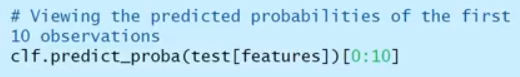 # Viewing the predicted probabilities of the first
10 observations
clf.predict_proba(test[features])[0:10]